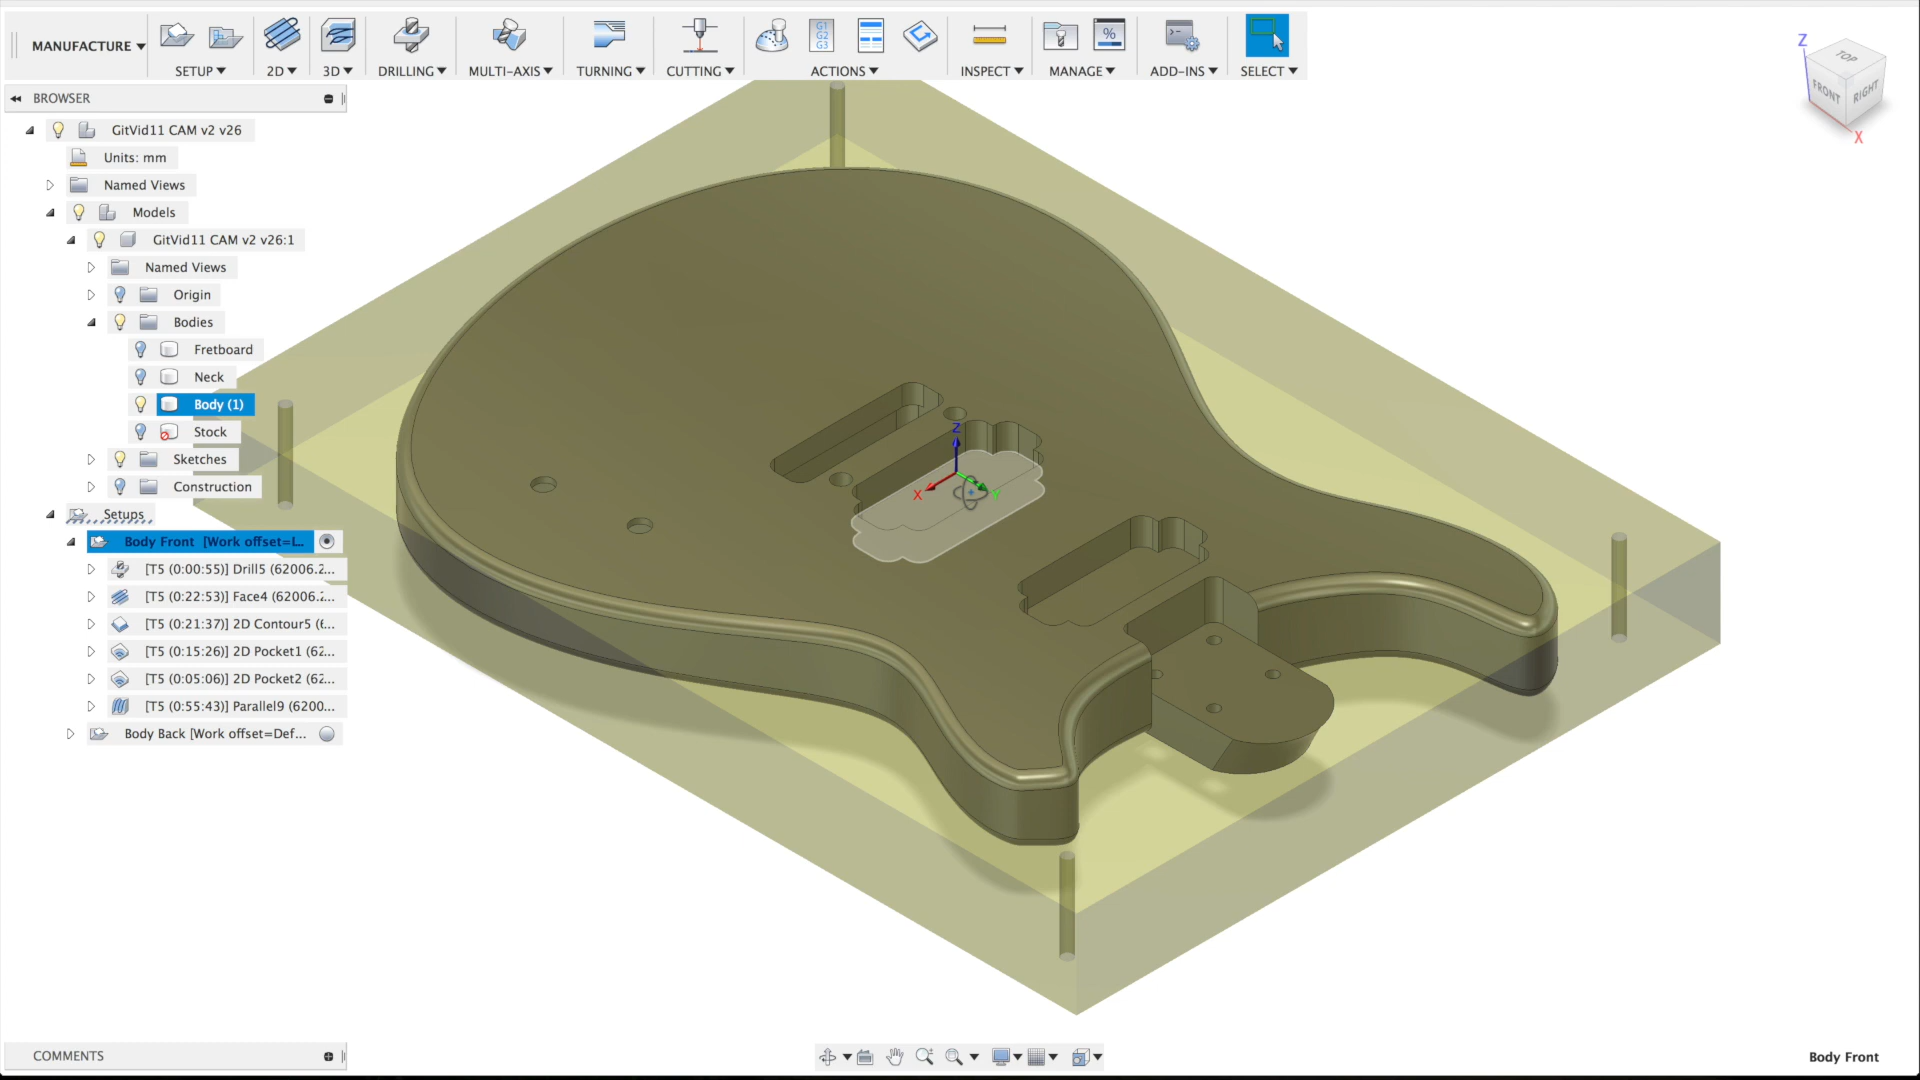 MANUFACTURE
SETUP
2D
3D
DRILLING
MULTI-AXIS
TURNING
CUTTING
G1
G2
G3
ACTIONS
INSPECT
%
MANAGE
ADD-INS
SELECT
BROWSER
GitVid11 CAM v2 v26
Units: mm
Named Views
Models
GitVid11 CAM v2 v26:1
Named Views
Origin
Bodies
Fretboard
Neck
Body (1)
Stock
Sketches
Construction
Setups
Body Front [Work offset=I...
[T5 (0:00:55)] Drill5 (62006.2...
[T5 (0:22:53)] Face4 (62006.2...
[T5 (0:21:37)] 2D Contour5 (6...
[T5 (0:15:26)] 2D Pocket1 (62...
[T5 (0:05:06)] 2D Pocket2 (62...
[T5 (0:55:43)] Parallel9 (6200...
Body Back [Work offset=Def...
Z
TOP
FRONT
RIGHT
X
Z
X
Y
COMMENTS
Body Front